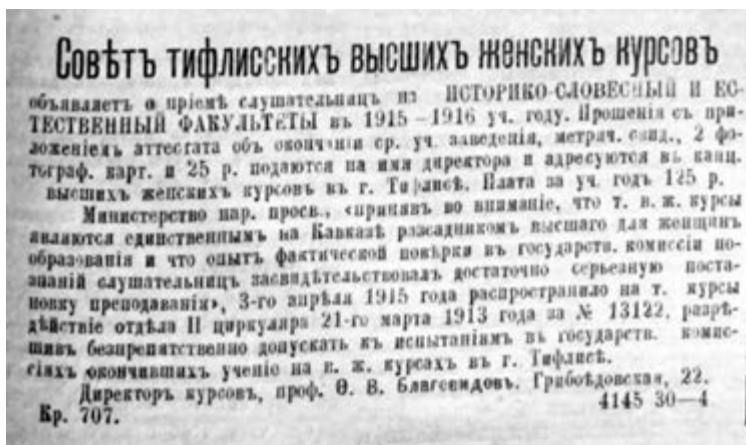 Совѣтъ тифлисскихъ высшихъ женскихъ курсовъ
объявляетъ о пріемѣ слушательницъ на ИСТОРИКО-СЛОВЕСНЫЙ И ЕС-
ТЕСТВЕННЫЙ ФАКУЛЬТЕТЫ въ 1915 – 1916 уч. году. Прошенія съ при-
ложеніемъ аттестата объ окончаніи ср. уч. заведенія, метрич. свид., 2 фо-
тограф. карт. и 25 р. подаются на имя директора и адресуются въ канц.
высшихъ женскихъ курсовъ въ г. Тифлисѣ. Плата за уч. годъ 125 р.
Министерство нар. просв., «принявъ во вниманіе, что т. в. ж. курсы
являются единственнымъ на Кавказѣ разсадникомъ высшаго для женщинъ
образованія и что опытъ фактической повѣрки въ государств. комиссіи по-
знаній слушательницъ засвидѣтельствовалъ достаточно серьезную поста-
новку преподаванія», 3-го апрѣля 1915 года распространило на т. курсы
дѣйствіе отдѣла II циркуляра 21-го марта 1913 года за № 13122, разрѣ-
шивъ безпрепятственно допускать къ испытаніямъ въ государств. комис-
сіяхъ окончившихъ ученіе на в. ж. курсахъ въ г. Тифлисѣ.
Директоръ курсовъ, проф. Ѳ. В. Благовидовъ. Грибоѣдовская, 22.
Кр. 707. 4145 30—4